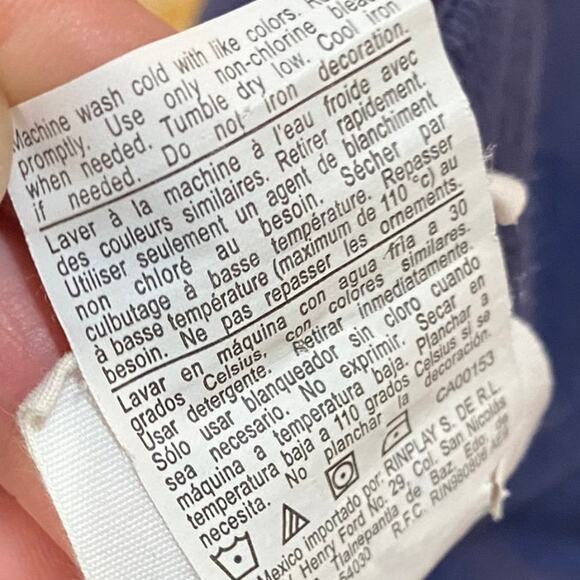 Machine wash cold with like colors.
promptly. Use only non-chlorine bleach
when needed. Tumble dry low. Cool iron
if needed. Do not iron decoration.
Laver à la machine à l'eau froide avec
des couleurs similaires. Retirer rapidement.
Utiliser seulement un agent de blanchiment
non chloré au besoin. Sécher par
culbutage à basse température. Repasser
à basse température (maximum de 110 °c) au
besoin. Ne pas repasser les ornements.
Lavar en máquina con agua fría a 30
grados Celsius, con colores similares.
Usar detergente. Retirar inmediatamente.
Sólo usar blanqueador sin cloro cuando
sea necesario. No exprimir. Secar en
máquina a temperatura baja. Planchar a
temperatura baja a 110 grados Celsius si se
necesita. No planchar la decoración.
CA00153
Mexico importado por: RINPLAY S. DE R.L.
Henry Ford No. 29, Col. San Nicolás
Tlalnepantla de Baz, Edo. de
54030 R.F.C.